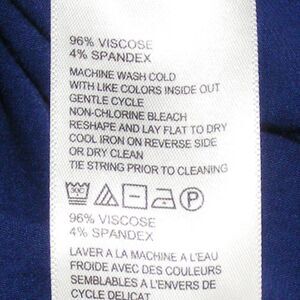 96% VISCOSE
4% SPANDEX
MACHINE WASH COLD
WITH LIKE COLORS INSIDE OUT
GENTLE CYCLE
NON-CHLORINE BLEACH
RESHAPE AND LAY FLAT TO DRY
COOL IRON ON REVERSE SIDE
OR DRY CLEAN
TIE STRING PRIOR TO CLEANING
30C P
96% VISCOSE
4% SPANDEX
LAVER A LA MACHINE A L'EAU
FROIDE AVEC DES COULEURS
SEMBLABLES A L'ENVERS DE
CYCLE DELICAT